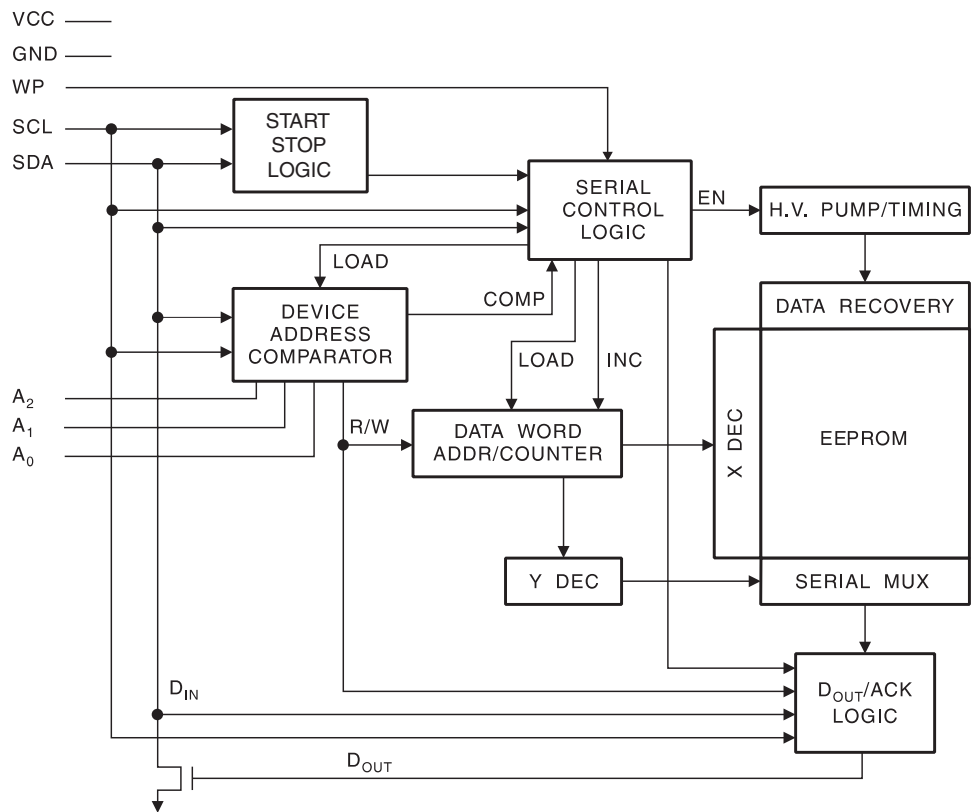 VCC
GND
WP
SCL
SDA
START
STOP
LOGIC
SERIAL
CONTROL
LOGIC
EN
H.V. PUMP/TIMING
LOAD
COMP
DEVICE
ADDRESS
COMPARATOR
LOAD
INC
DATA RECOVERY
A2
A1
A0
R/W
DATA WORD
ADDR/COUNTER
X DEC
EEPROM
Y DEC
SERIAL MUX
DIN
DOUT/ACK
LOGIC
DOUT